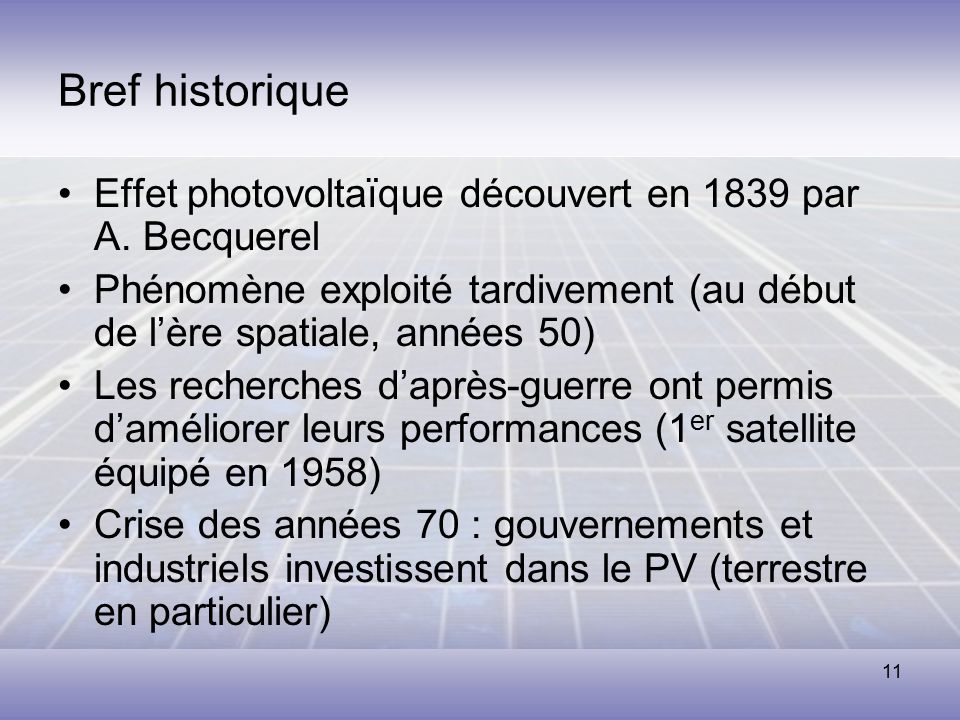 Bref historique
• Effet photovoltaïque découvert en 1839 par
A. Becquerel
• Phénomène exploité tardivement (au début
de l’ère spatiale, années 50)
• Les recherches d’après-guerre ont permis
d’améliorer leurs performances (1er satellite
équipé en 1958)
• Crise des années 70 : gouvernements et
industriels investissent dans le PV (terrestre
en particulier)
11